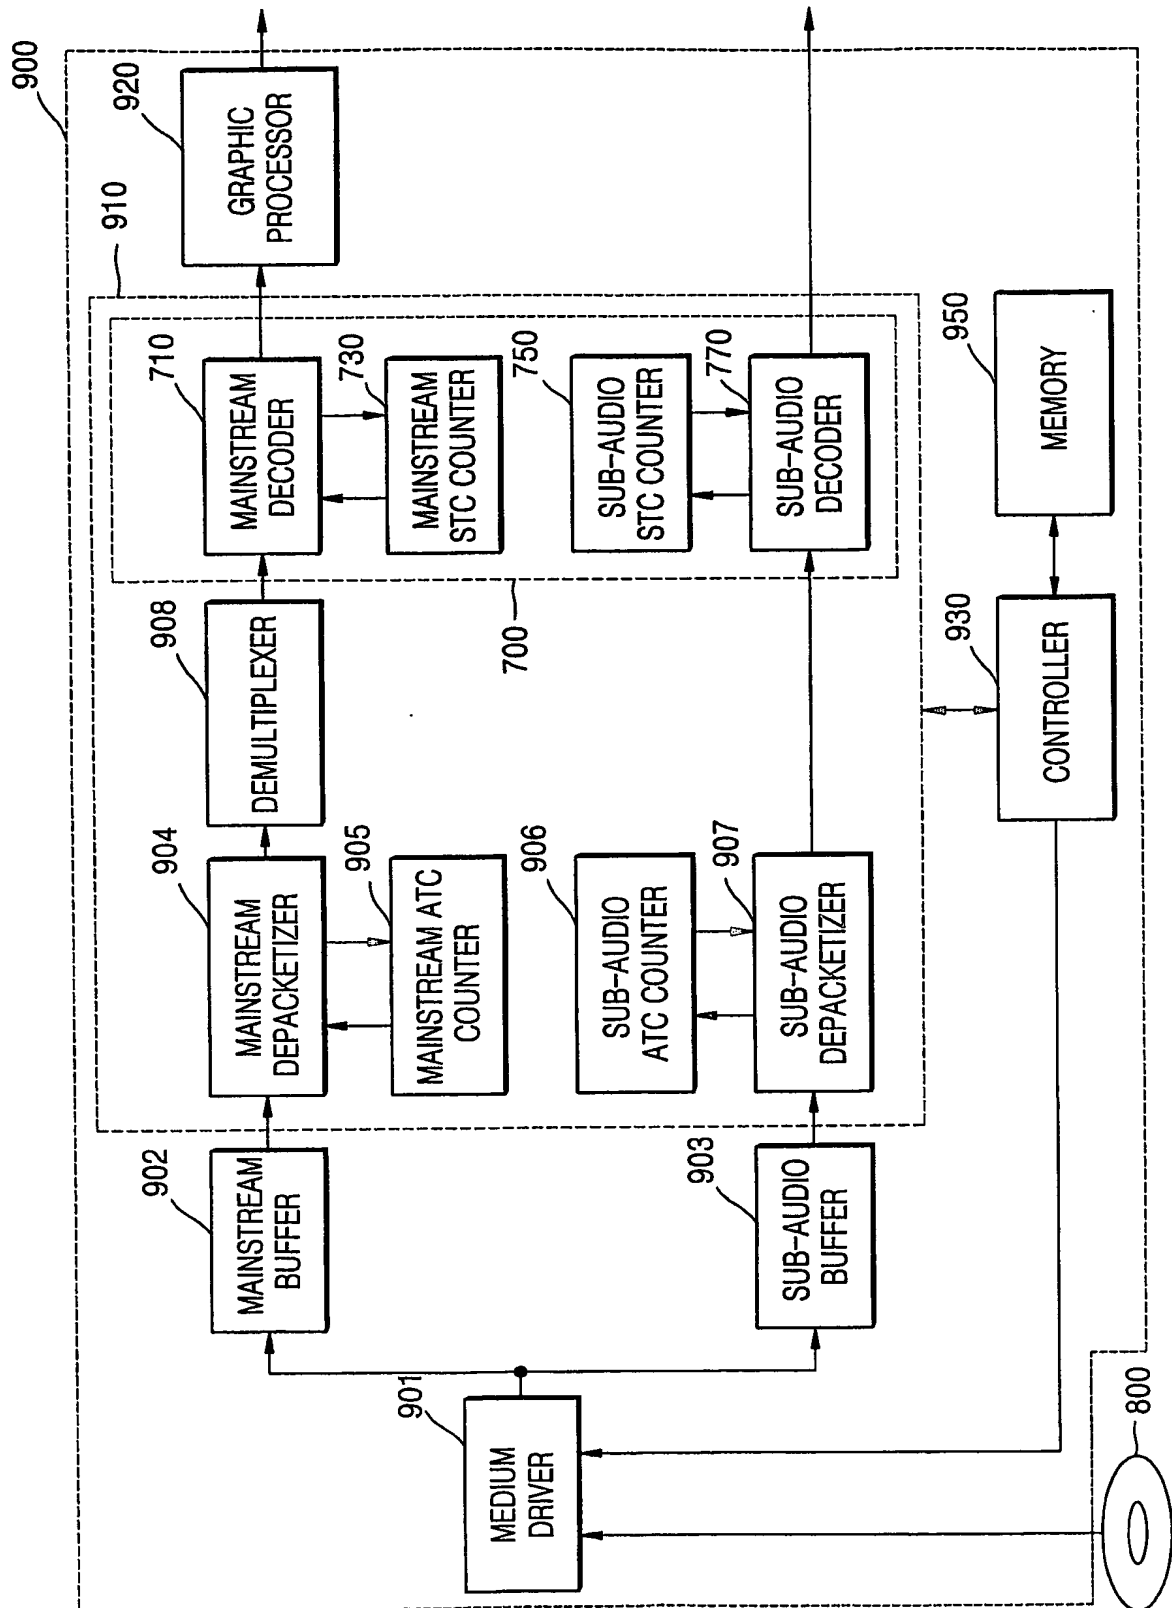 900
920
GRAPHIC
PROCESSOR
910
710
MAINSTREAM
DECODER
730
MAINSTREAM
STC COUNTER
750
SUB-AUDIO
STC COUNTER
770
SUB-AUDIO
DECODER
950
MEMORY
700
908
DEMULTIPLEXER
930
CONTROLLER
904
MAINSTREAM
DEPACKETIZER
905
MAINSTREAM ATC
COUNTER
906
SUB-AUDIO
ATC COUNTER
907
SUB-AUDIO
DEPACKETIZER
902
MAINSTREAM
BUFFER
903
SUB-AUDIO
BUFFER
901
MEDIUM
DRIVER
800